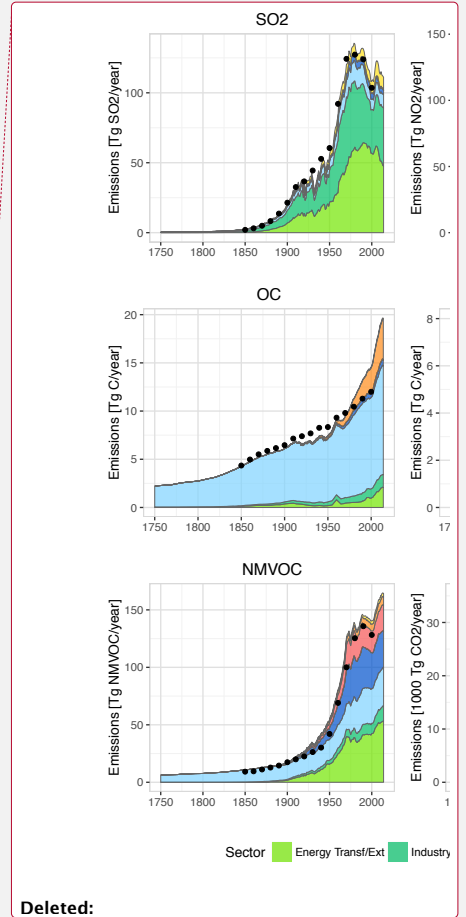 SO2
Emissions [Tg SO2/year]
100
50
0
1750 1800 1850 1900 1950 2000
Emissions [Tg NO2/year]
150
100
50
0
OC
Emissions [Tg C/year]
20
15
10
5
0
1750 1800 1850 1900 1950 2000
Emissions [Tg C/year]
8
6
4
2
0
17
NMVOC
Emissions [Tg NMVOC/year]
150
100
50
0
1750 1800 1850 1900 1950 2000
Emissions [1000 Tg CO2/year]
30
20
10
0
1
Sector Energy Transf/Ext Industry
Deleted: